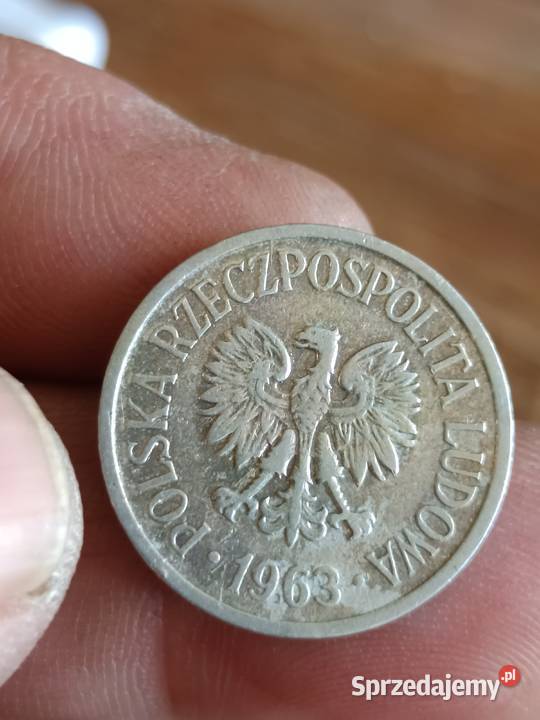 POLSKA RZECZPOSPOLITA LUDOWA
· 1963 ·
Sprzedajemy.pl